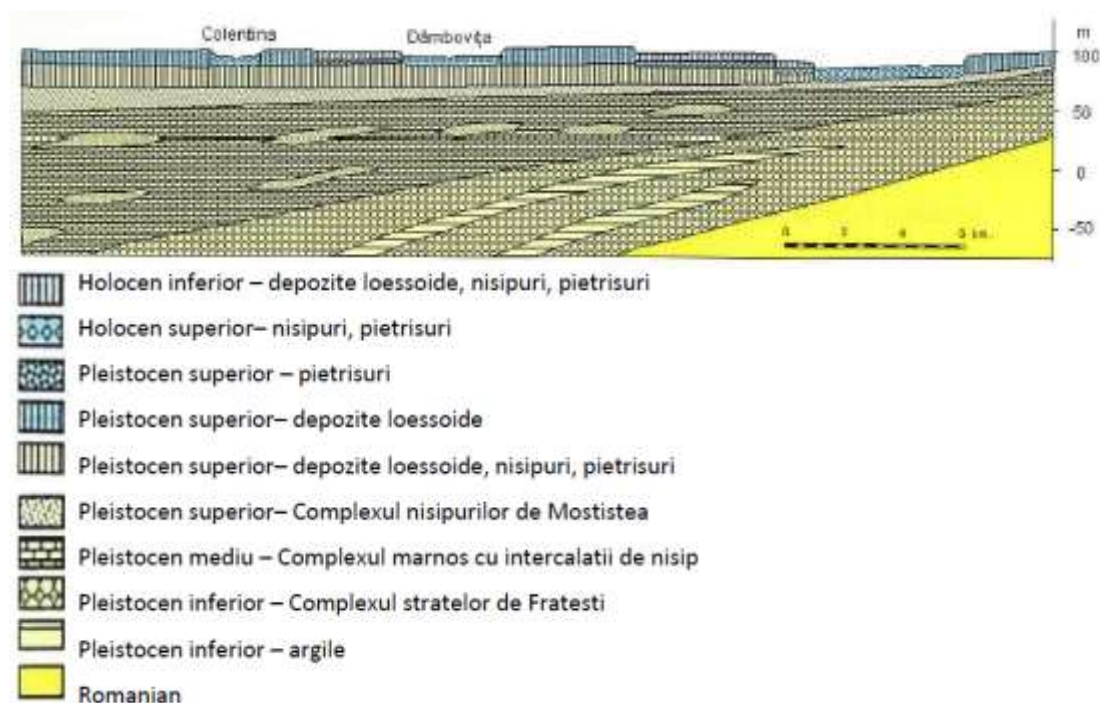 Colentina
Dâmbovița
m
100
50
0
-50
Holocen inferior – depozite loessoide, nisipuri, pietrisuri
Holocen superior– nisipuri, pietrisuri
Pleistocen superior – pietrisuri
Pleistocen superior– depozite loessoide
Pleistocen superior– depozite loessoide, nisipuri, pietrisuri
Pleistocen superior– Complexul nisipurilor de Mostistea
Pleistocen mediu – Complexul marnos cu intercalatii de nisip
Pleistocen inferior – Complexul stratelor de Fratesti
Pleistocen inferior – argile
Romanian